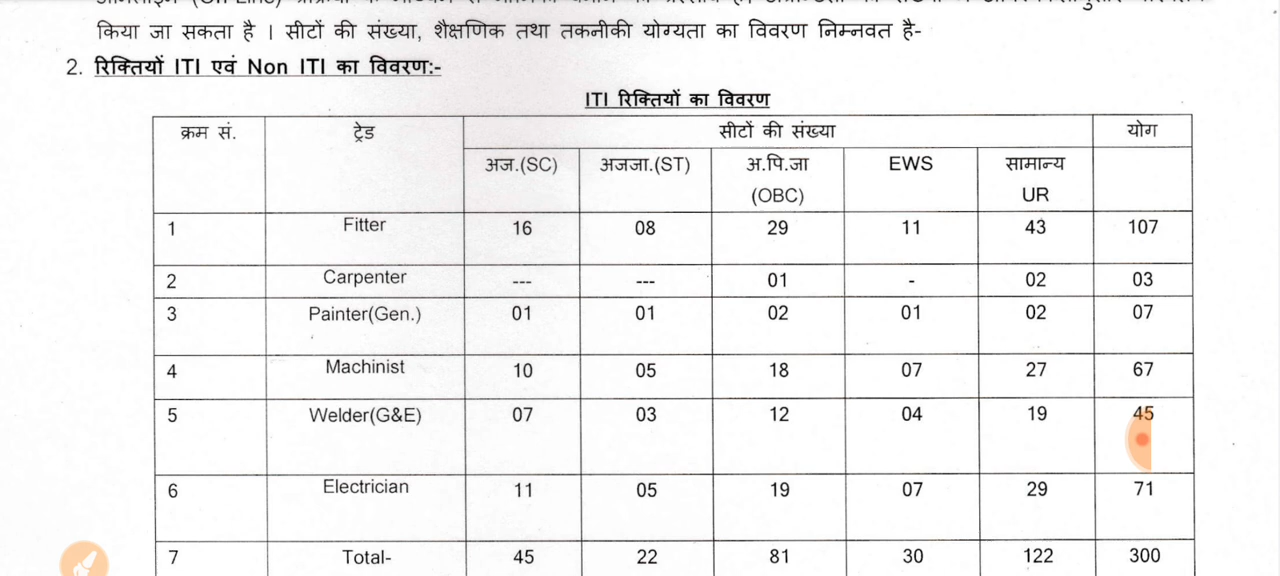 किया जा सकता है । सीटों की संख्या, शैक्षणिक तथा तकनीकी योग्यता का विवरण निम्नवत है-
2. रिक्तियों ITI एवं Non ITI का विवरण:-
ITI रिक्तियों का विवरण
क्रम सं. ट्रेड सीटों की संख्या योग
अज.(SC) अजजा.(ST) अ.पि.जा (OBC) EWS सामान्य UR
1 Fitter 16 08 29 11 43 107
2 Carpenter --- --- 01 - 02 03
3 Painter(Gen.) 01 01 02 01 02 07
4 Machinist 10 05 18 07 27 67
5 Welder(G&E) 07 03 12 04 19 45
6 Electrician 11 05 19 07 29 71
7 Total- 45 22 81 30 122 300